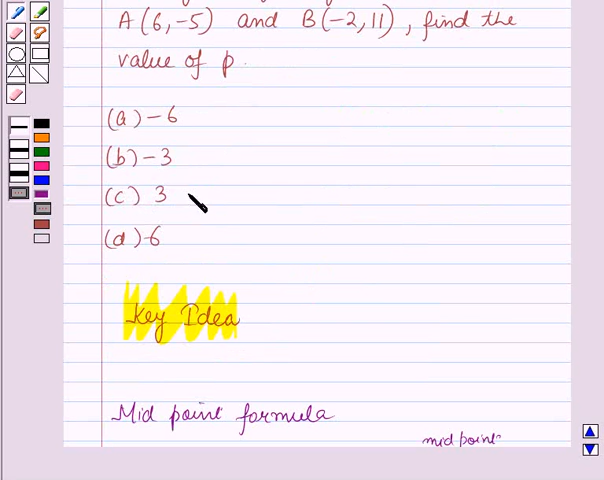 A(6,-5) and B(-2,11), find the
value of p.
(a) -6
(b) -3
(c) 3
(d) 6
Key Idea
Mid point formula
mid point